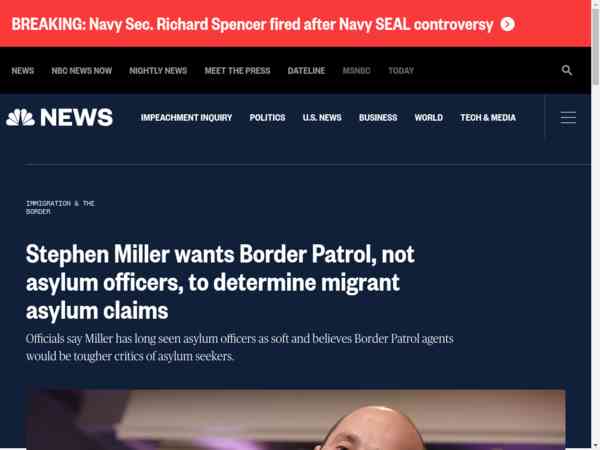 BREAKING: Navy Sec. Richard Spencer fired after Navy SEAL controversy
NEWS NBC NEWS NOW NIGHTLY NEWS MEET THE PRESS DATELINE MSNBC TODAY
NEWS IMPEACHMENT INQUIRY POLITICS U.S. NEWS BUSINESS WORLD TECH & MEDIA
IMMIGRATION & THE
BORDER
Stephen Miller wants Border Patrol, not
asylum officers, to determine migrant
asylum claims
Officials say Miller has long seen asylum officers as soft and believes Border Patrol agents
would be tougher critics of asylum seekers.